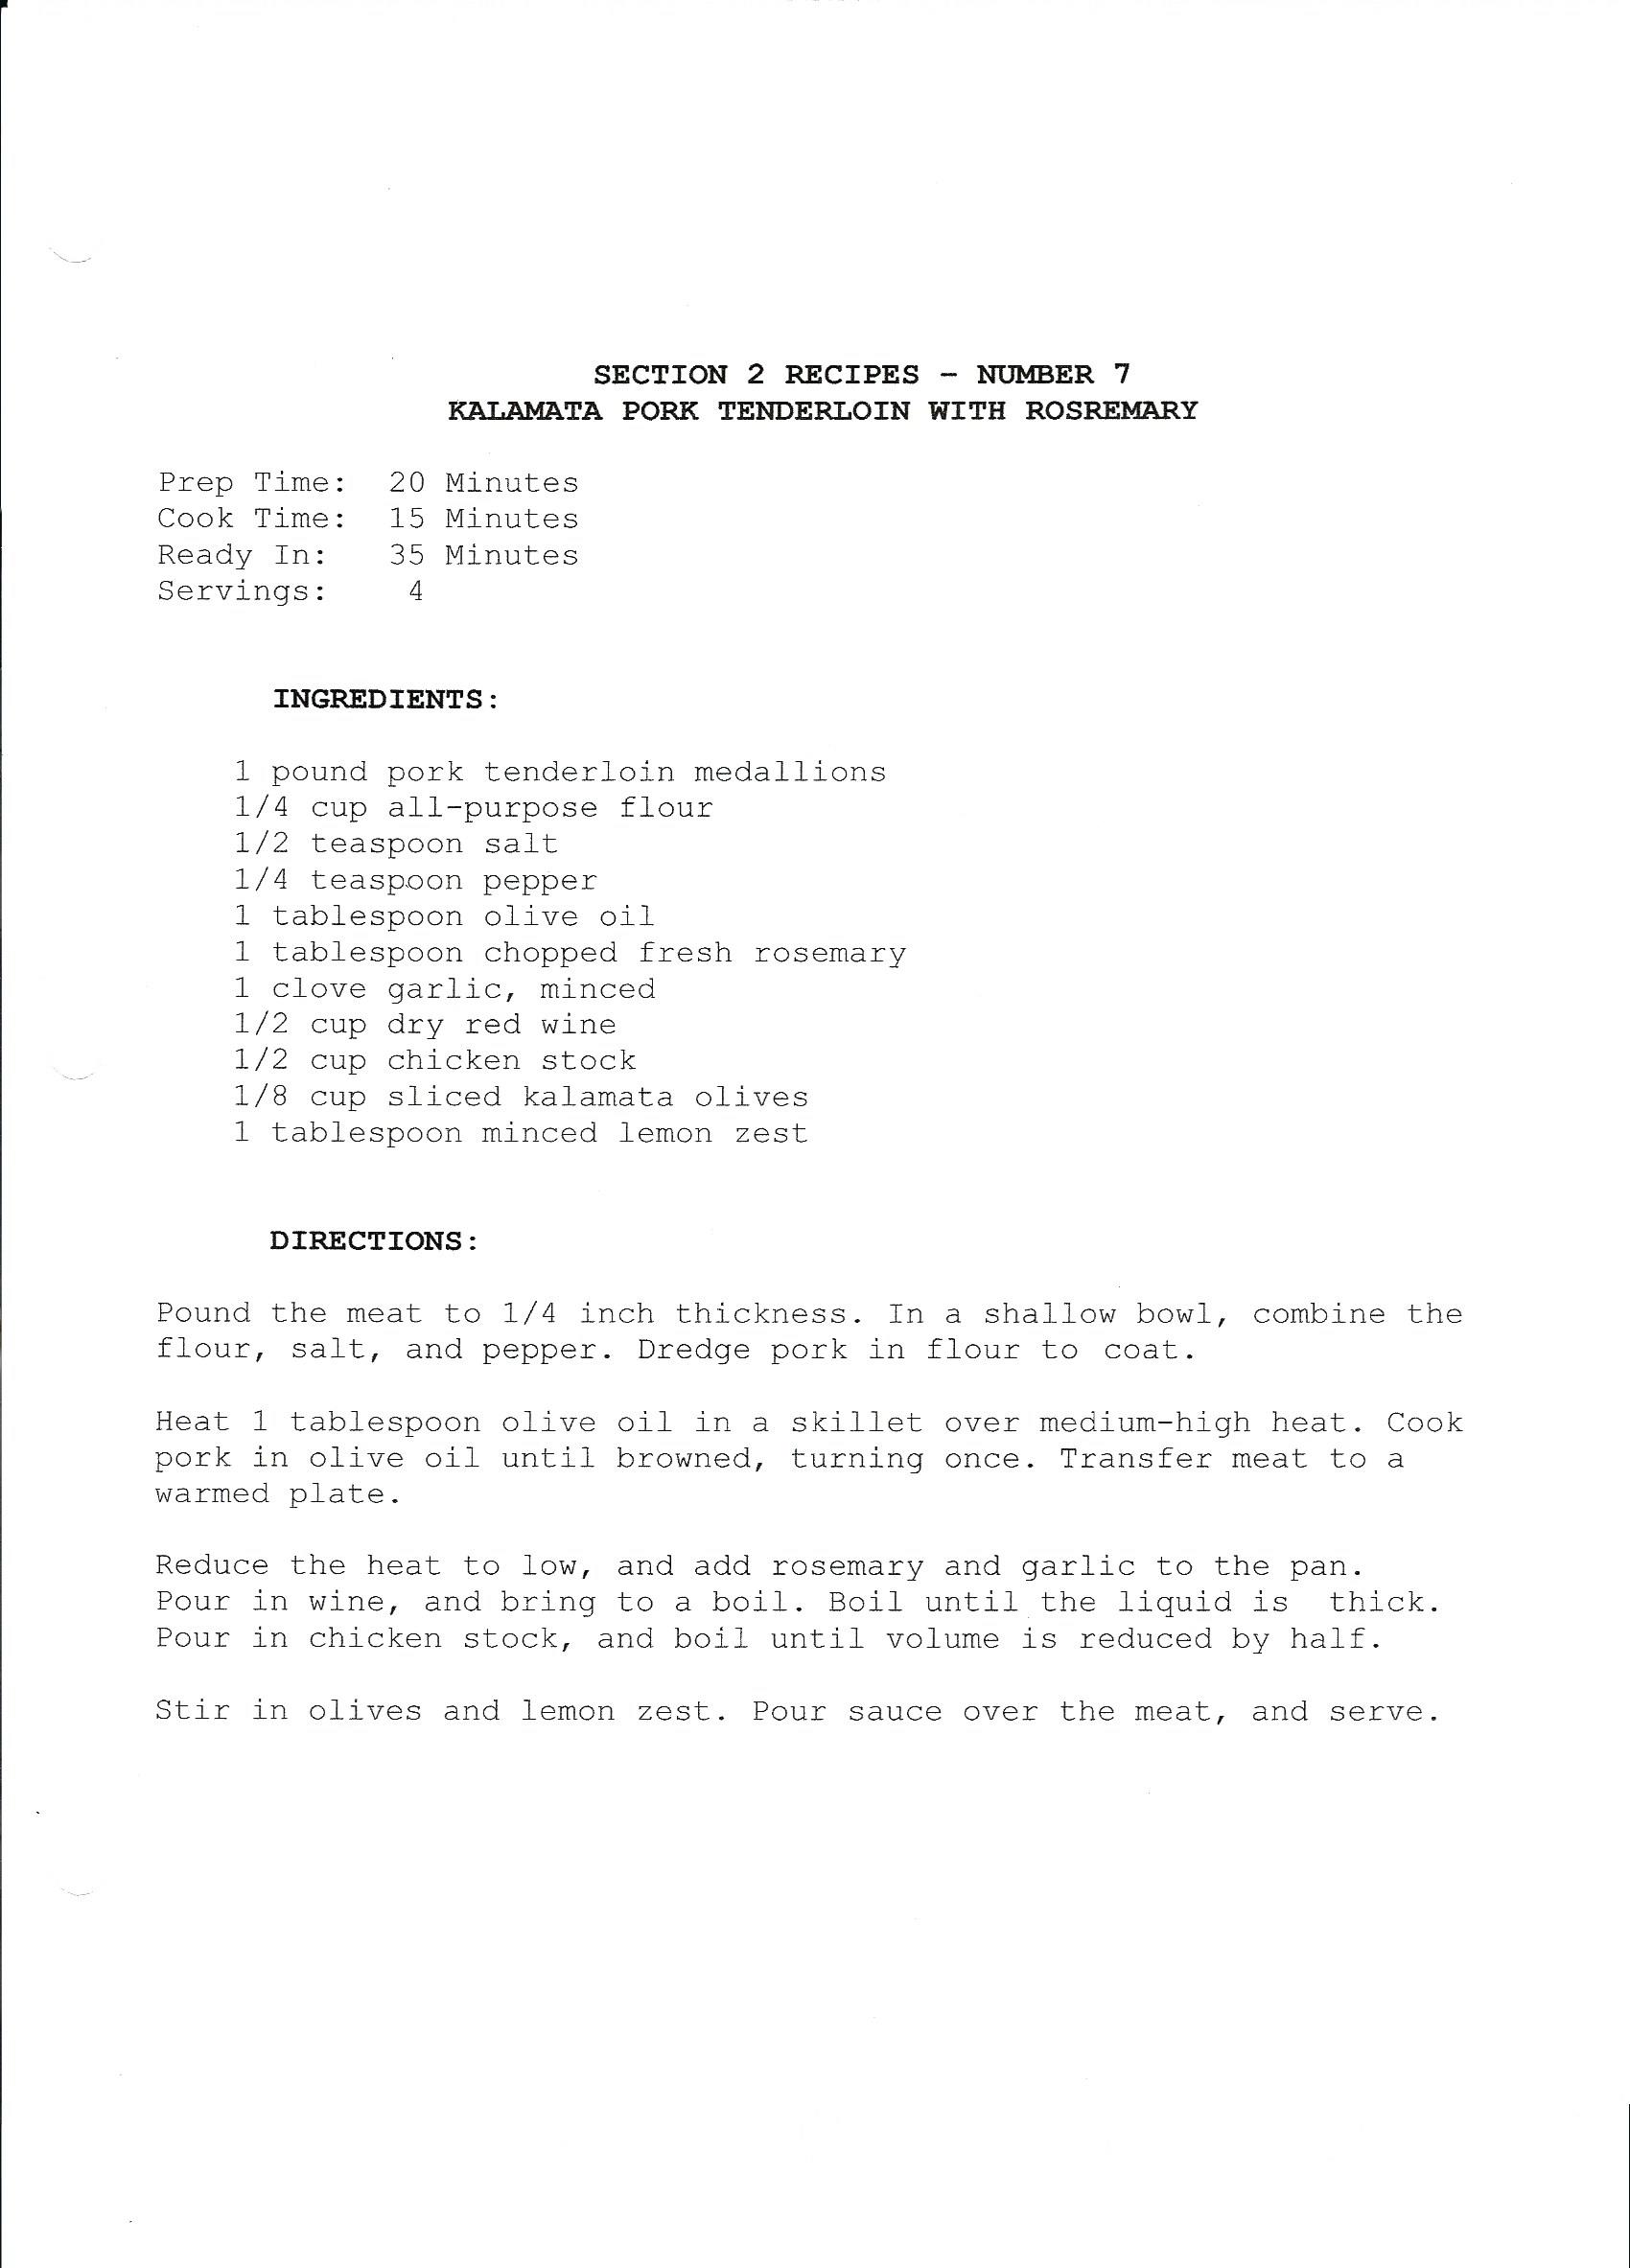 SECTION 2 RECIPES - NUMBER 7
KALAMATA PORK TENDERLOIN WITH ROSREMARY
Prep Time: 20 Minutes
Cook Time: 15 Minutes
Ready In: 35 Minutes
Servings: 4
INGREDIENTS:
1 pound pork tenderloin medallions
1/4 cup all-purpose flour
1/2 teaspoon salt
1/4 teaspoon pepper
1 tablespoon olive oil
1 tablespoon chopped fresh rosemary
1 clove garlic, minced
1/2 cup dry red wine
1/2 cup chicken stock
1/8 cup sliced kalamata olives
1 tablespoon minced lemon zest
DIRECTIONS:
Pound the meat to 1/4 inch thickness. In a shallow bowl, combine the
flour, salt, and pepper. Dredge pork in flour to coat.
Heat 1 tablespoon olive oil in a skillet over medium-high heat. Cook
pork in olive oil until browned, turning once. Transfer meat to a
warmed plate.
Reduce the heat to low, and add rosemary and garlic to the pan.
Pour in wine, and bring to a boil. Boil until the liquid is  thick.
Pour in chicken stock, and boil until volume is reduced by half.
Stir in olives and lemon zest. Pour sauce over the meat, and serve.